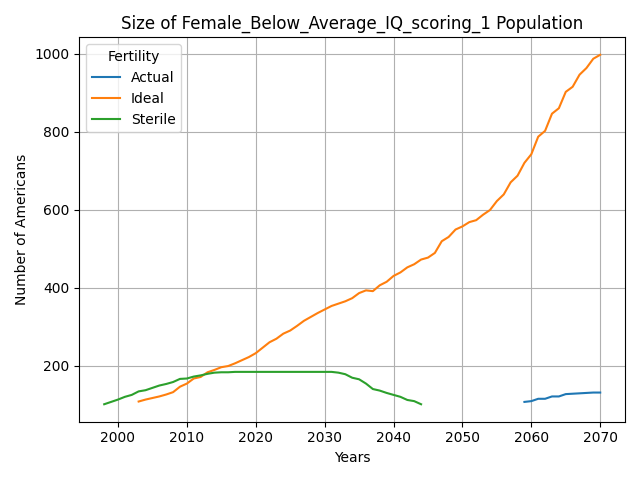 Size of Female_Below_Average_IQ_scoring_1 Population
Fertility
Actual
Ideal
Sterile
Number of Americans
1000
800
600
400
200
2000 2010 2020 2030 2040 2050 2060 2070
Years